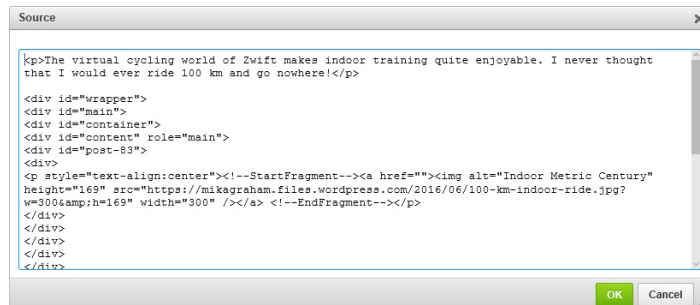 Source
<p>The virtual cycling world of Zwift makes indoor training quite enjoyable. I never thought
that I would ever ride 100 km and go nowhere!</p>
<div id="wrapper">
<div id="main">
<div id="container">
<div id="content" role="main">
<div id="post-83">
<div>
<p style="text-align:center"><!--StartFragment--><a href=""><img alt="Indoor Metric Century"
height="169" src="https://mikagraham.files.wordpress.com/2016/06/100-km-indoor-ride.jpg?
w=300&amp;h=169" width="300" /></a> <!--EndFragment--></p>
</div>
</div>
</div>
</div>
</div>
OK Cancel